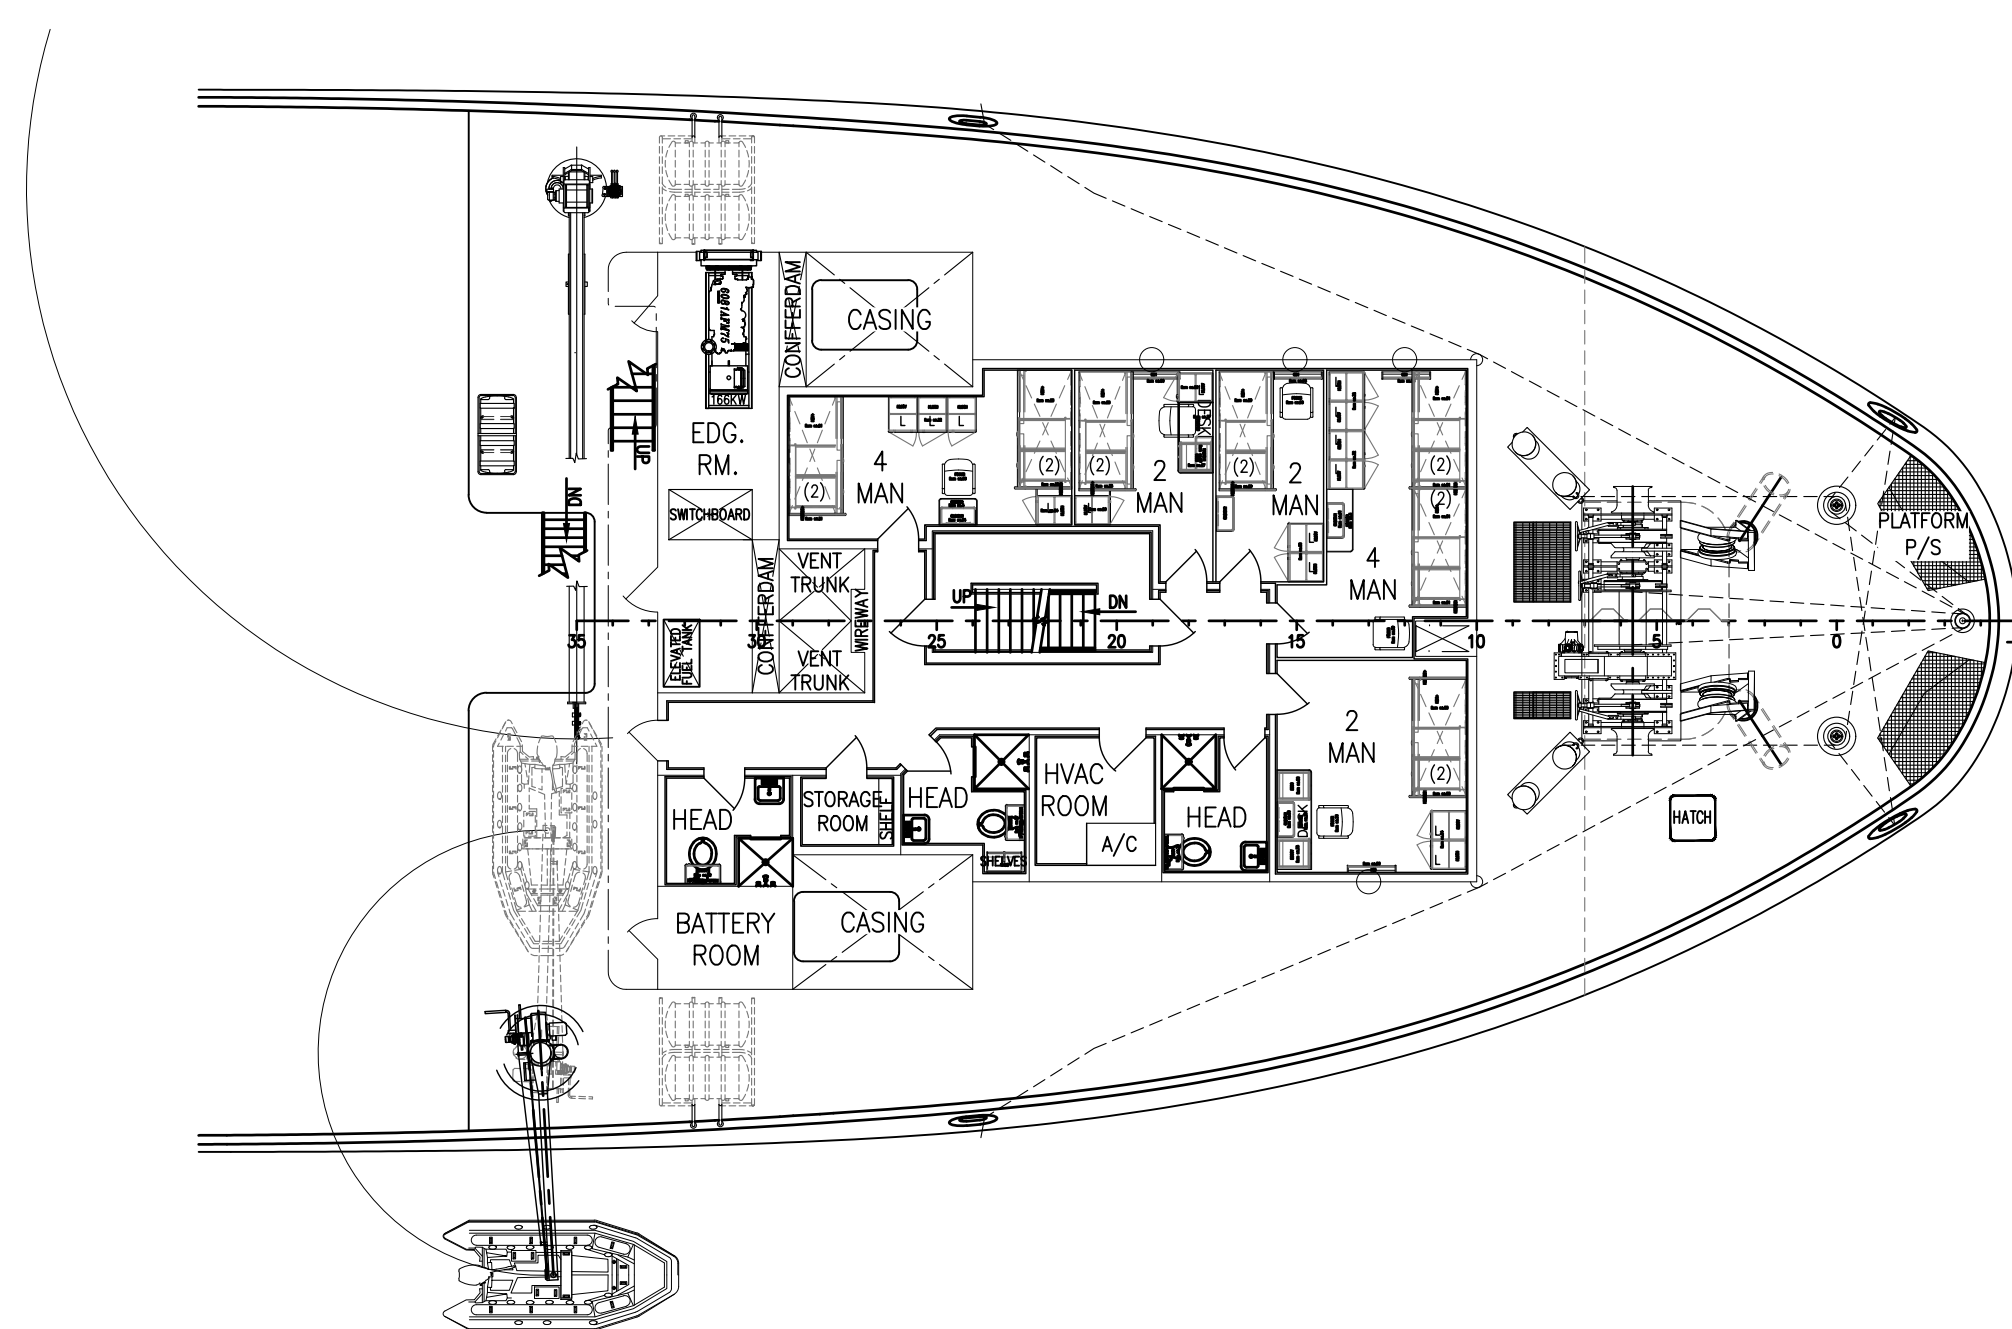 CONFFERDAM
CASING
6081AFM75
166KW
UP
EDG.
RM.
L
L
L
(2)
4
MAN
(2)
(2)
DESK
2
MAN
(2)
2
MAN
(2)
(2)
4
MAN
DN
SWITCHBOARD
CONFFERDAM
VENT
TRUNK
WIREWAY
VENT
TRUNK
ELEVATED
FUEL TANK
UP
DN
35
30
25
20
15
10
5
0
PLATFORM
P/S
HATCH
HEAD
STORAGE
ROOM
SHELF
HEAD
SHELVES
HVAC
ROOM
A/C
HEAD
2
MAN
(2)
DESK
L
L
BATTERY
ROOM
CASING